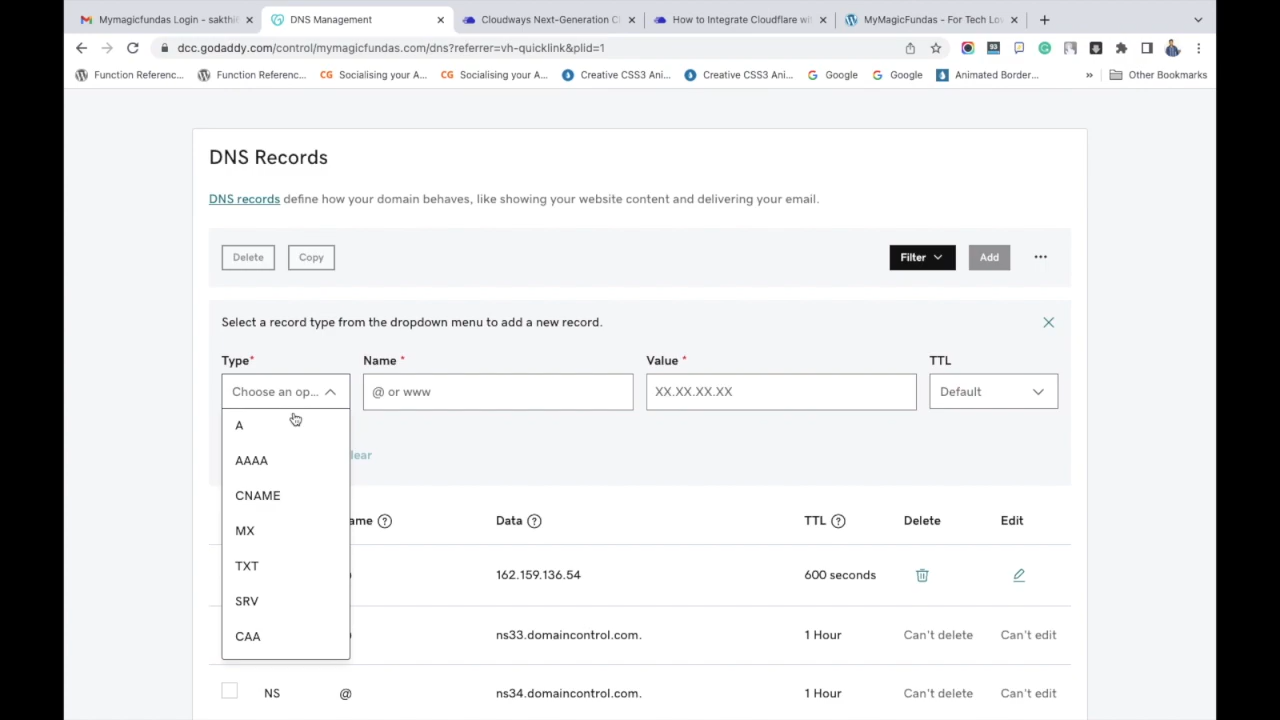 Mymagicfundas Login - sakthi
DNS Management
Cloudways Next-Generation C
How to Integrate Cloudflare wi
MyMagicFundas - For Tech Lov
dcc.godaddy.com/control/mymagicfundas.com/dns?referrer=vh-quicklink&plid=1
Function Referenc...
Function Referenc...
CG Socialising your A...
CG Socialising your A...
Creative CSS3 Ani...
Creative CSS3 Ani...
Google
Google
Animated Border...
» Other Bookmarks
DNS Records
DNS records define how your domain behaves, like showing your website content and delivering your email.
Delete Copy Filter Add ...
Select a record type from the dropdown menu to add a new record.
Type* Name * Value * TTL
Choose an op... @ or www XX.XX.XX.XX Default
A
AAAA
lear
CNAME
ame Data TTL Delete Edit
MX
TXT
162.159.136.54 600 seconds
SRV
CAA
ns33.domaincontrol.com. 1 Hour Can't delete Can't edit
NS @ ns34.domaincontrol.com. 1 Hour Can't delete Can't edit